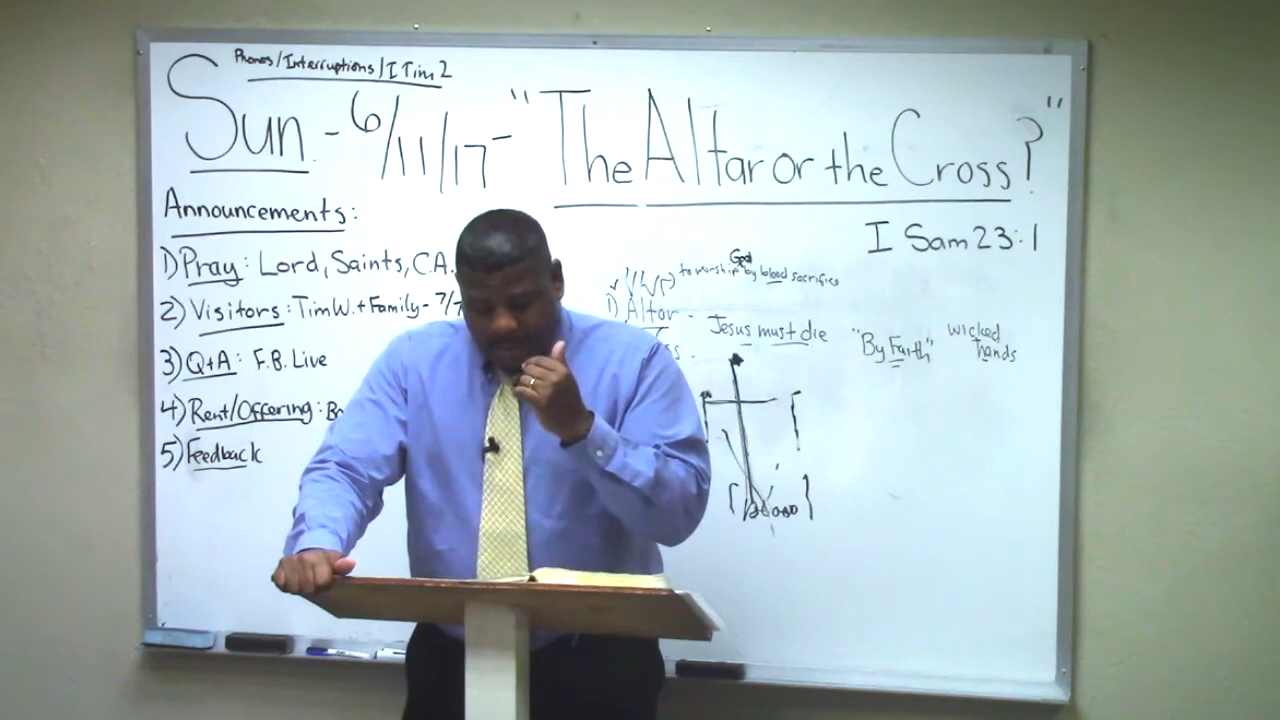 Phones/Interruptions/I Tim 2
Sun. - 6/11/17 - "The Altar or the Cross?"
Announcements:
I Sam 23:1
1) Pray: Lord, Saints, C.A.
2) Visitors: Tim W. + Family - 7/
3) Q+A: F.B. Live
4) Rent/Offering:
5) Feedback
God
to worship by blood sacrifice
1) Altar -
Jesus must die
"By Faith"
wicked
hands
Blood